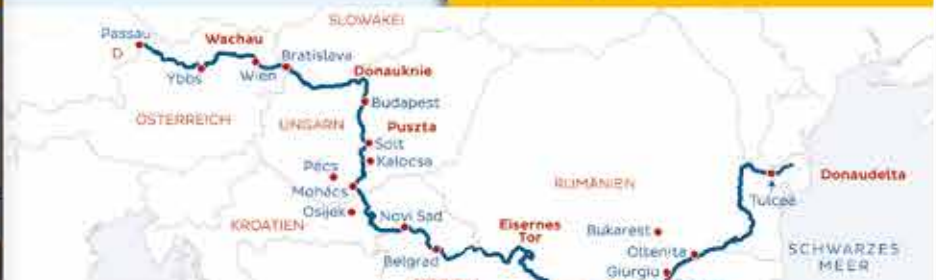 SLOWAKEI
Passau
D
Wachau
Ybbs
Wien
Bratislava
Donauknie
Budapest
ÖSTERREICH
UNGARN
Puszta
Solt
Kalocsa
Pécs
Mohács
RUMÄNIEN
Donaudelta
Tulcea
Osijek
KROATIEN
Novi Sad
Eisernes
Tor
Bukarest
Oltenita
Belgrad
Giurgiu
SCHWARZES
MEER